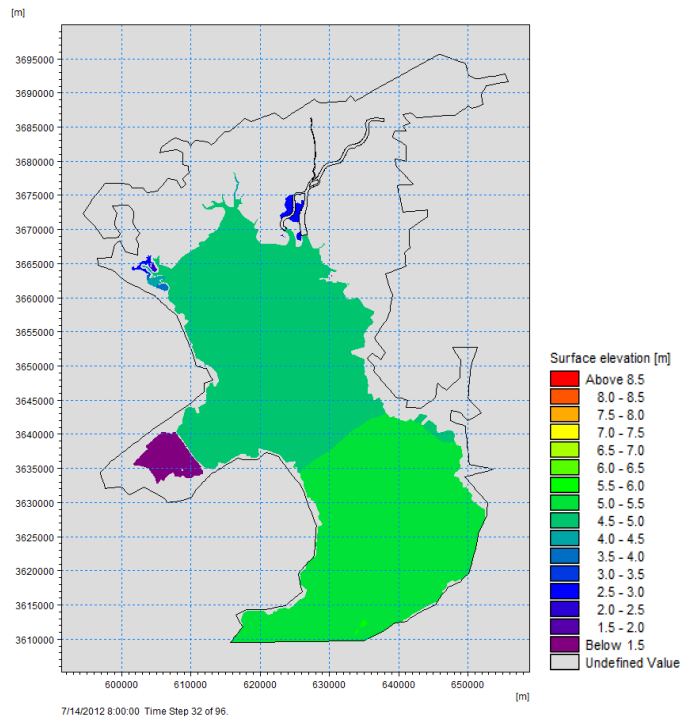 [m]
3695000
3690000
3685000
3680000
3675000
3670000
3665000
3660000
3655000
3650000
3645000
3640000
3635000
3630000
3625000
3620000
3615000
3610000
600000 610000 620000 630000 640000 650000
[m]
7/14/2012 8:00:00 Time Step 32 of 96.
Surface elevation [m]
Above 8.5
8.0 - 8.5
7.5 - 8.0
7.0 - 7.5
6.5 - 7.0
6.0 - 6.5
5.5 - 6.0
5.0 - 5.5
4.5 - 5.0
4.0 - 4.5
3.5 - 4.0
3.0 - 3.5
2.5 - 3.0
2.0 - 2.5
1.5 - 2.0
Below 1.5
Undefined Value